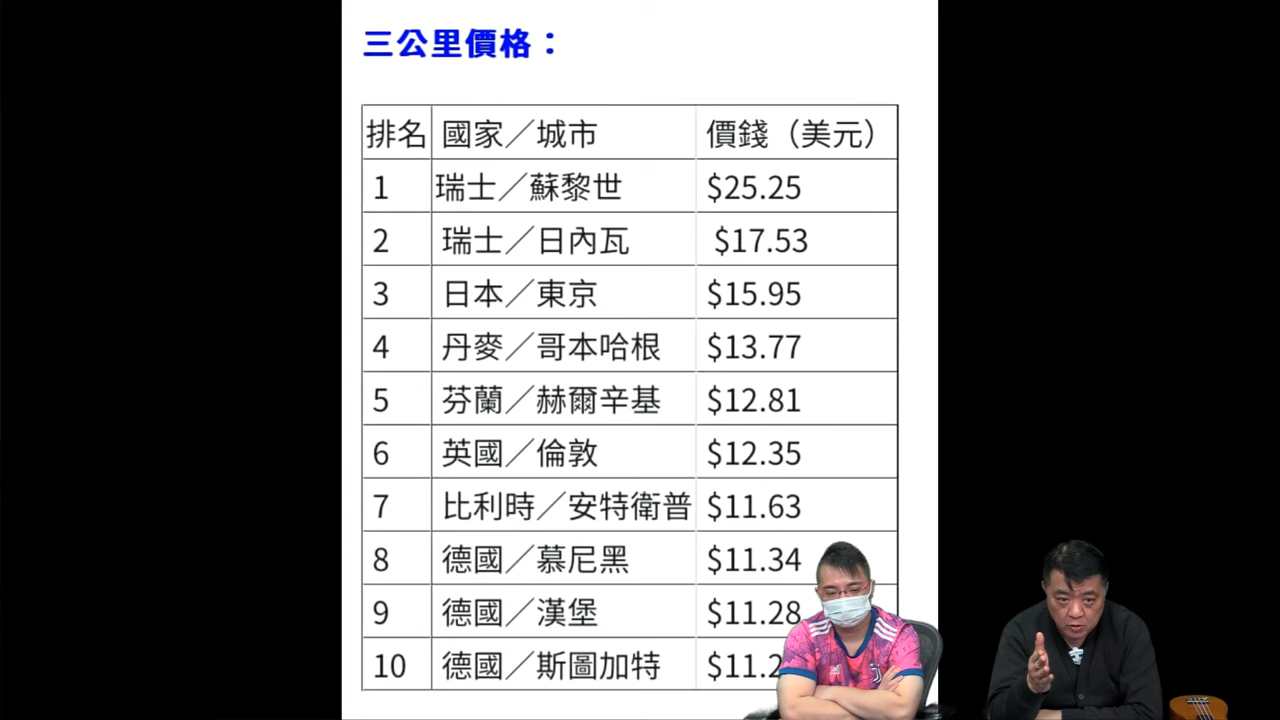 三公里價格：
排名 國家／城市 價錢（美元）
1 瑞士／蘇黎世 $25.25
2 瑞士／日內瓦 $17.53
3 日本／東京 $15.95
4 丹麥／哥本哈根 $13.77
5 芬蘭／赫爾辛基 $12.81
6 英國／倫敦 $12.35
7 比利時／安特衛普 $11.63
8 德國／慕尼黑 $11.34
9 德國／漢堡 $11.28
10 德國／斯圖加特